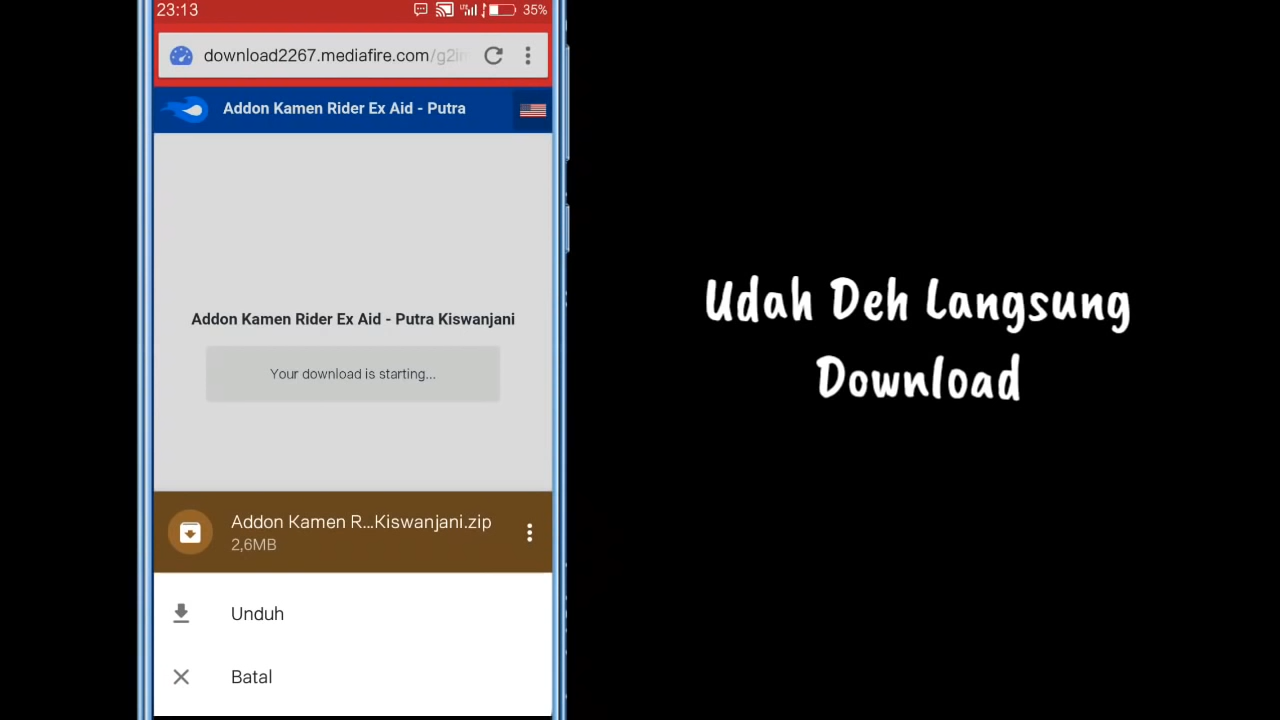 23:13
35%
download2267.mediafire.com/g2i
Addon Kamen Rider Ex Aid - Putra
Addon Kamen Rider Ex Aid - Putra Kiswanjani
Your download is starting...
Addon Kamen R...Kiswanjani.zip
2,6MB
Unduh
Batal
Udah Deh Langsung
Download